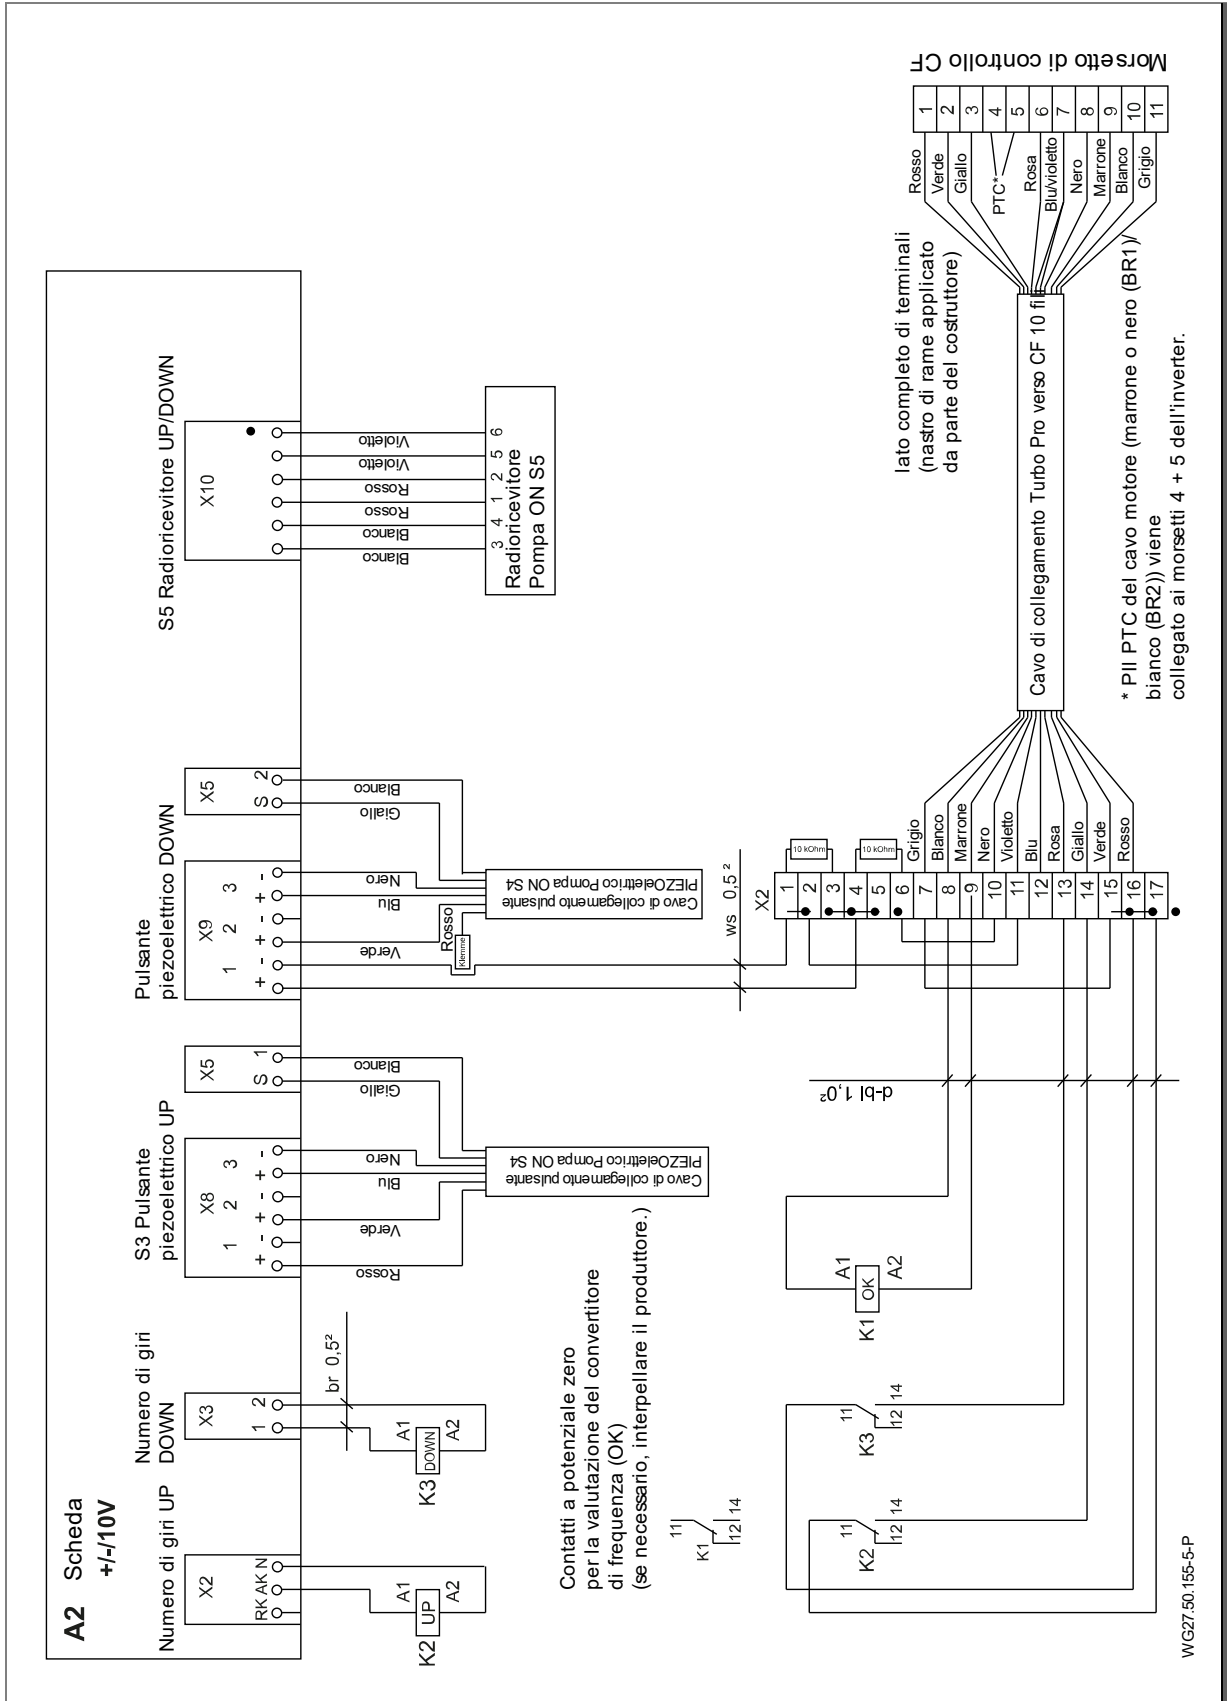 A2 Scheda
+/-/10V
Numero di giri UP
X2
RK AK N
A1
K2 UP
A2
Numero di giri
DOWN
X3
1 2
br 0,5²
A1
K3 DOWN
A2
S3 Pulsante
piezoelettrico UP
X8
1 2 3
+ - + - + -
Rosso
Verde
Blu
Nero
X5
S 1
Giallo
Bianco
Cavo di collegamento pulsante
PIEZOelettrico Pompa ON S4
Pulsante
piezoelettrico DOWN
X9
1 2 3
+ - + - + -
Verde
Rosso
Klemme
Blu
Nero
X5
S 2
Giallo
Bianco
Cavo di collegamento pulsante
PIEZOelettrico Pompa ON S4
S5 Radioricevitore UP/DOWN
X10
Bianco
Bianco
Rosso
Rosso
Violetto
Violetto
3 4 1 2 5 6
Radioricevitore
Pompa ON S5
Contatti a potenziale zero
per la valutazione del convertitore
di frequenza (OK)
(se necessario, interpellare il produttore.)
11
K1
12 14
ws 0,5²
X2
1
2
3
4
5
6
7
8
9
10
11
12
13
14
15
16
17
10 kOhm
10 kOhm
Grigio
Bianco
Marrone
Nero
Violetto
Blu
Rosa
Giallo
Verde
Rosso
d-bl 1,0²
A1
K1 OK
A2
11
K3
12 14
11
K2
12 14
lato completo di terminali
(nastro di rame applicato
da parte del costruttore)
Cavo di collegamento Turbo Pro verso CF 10 fili
Rosso
Verde
Giallo
PTC*
Rosa
Blu/violetto
Nero
Marrone
Bianco
Grigio
1
2
3
4
5
6
7
8
9
10
11
Morsetto di controllo CF
* PII PTC del cavo motore (marrone o nero (BR1)/
bianco (BR2)) viene
collegato ai morsetti 4 + 5 dell'inverter.
WG27.50.155-5-P